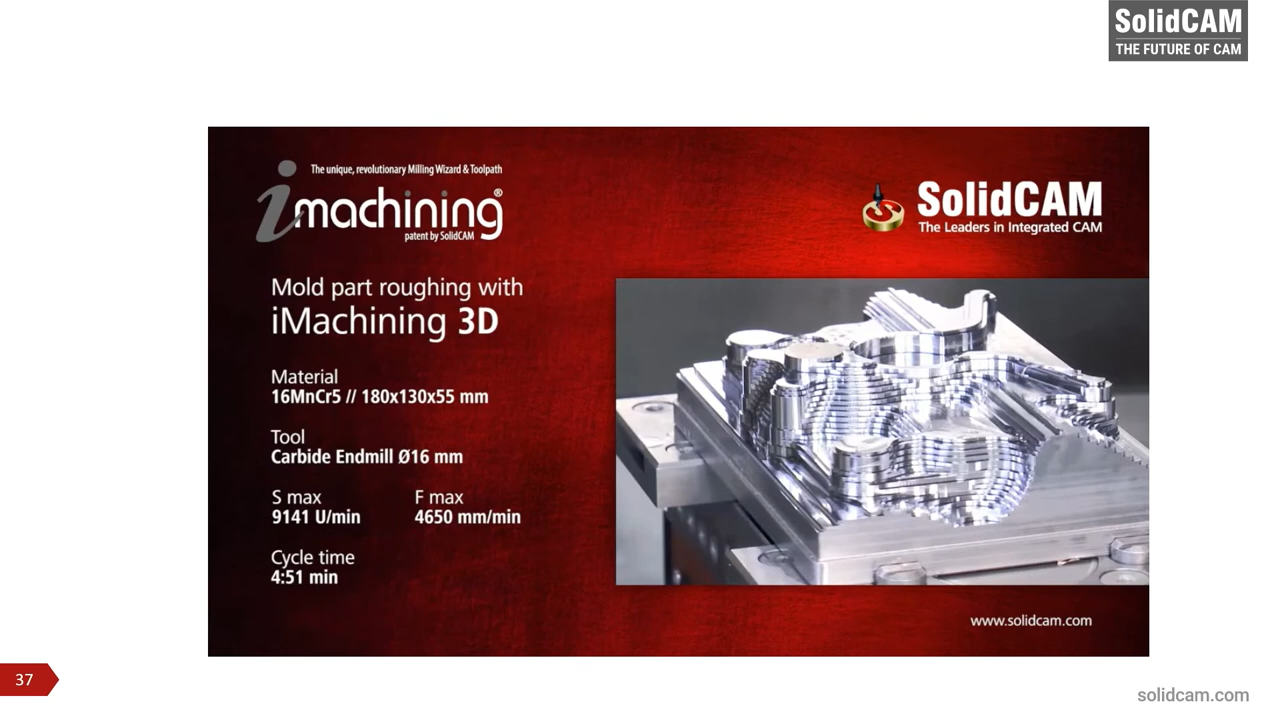 SolidCAM
THE FUTURE OF CAM
The unique, revolutionary Milling Wizard & Toolpath
imachining®
patent by SolidCAM
SolidCAM
The Leaders in Integrated CAM
Mold part roughing with
iMachining 3D
Material
16MnCr5 // 180x130x55 mm
Tool
Carbide Endmill Ø16 mm
S max
9141 U/min
F max
4650 mm/min
Cycle time
4:51 min
www.solidcam.com
37
solidcam.com